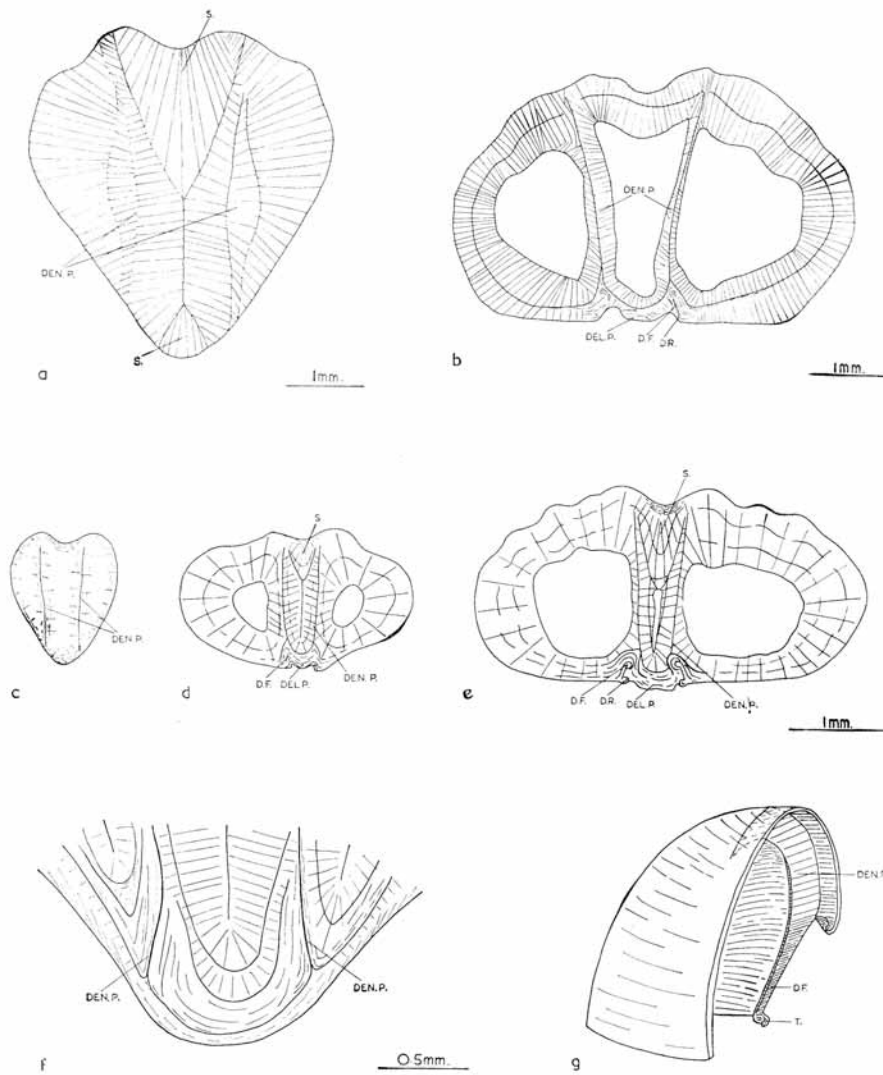 S.
DEN. P.
S.
a
1mm.
DEN. P.
DEL. P.
D.F.
D.R.
b
1mm.
DEN. P.
c
S.
D.F.
DEL. P.
DEN. P.
d
S.
D.F.
D.R.
DEL. P.
DEN. P.
e
1mm.
DEN. P.
DEN. P.
f
0·5mm.
DEN.
D.F.
T.
g